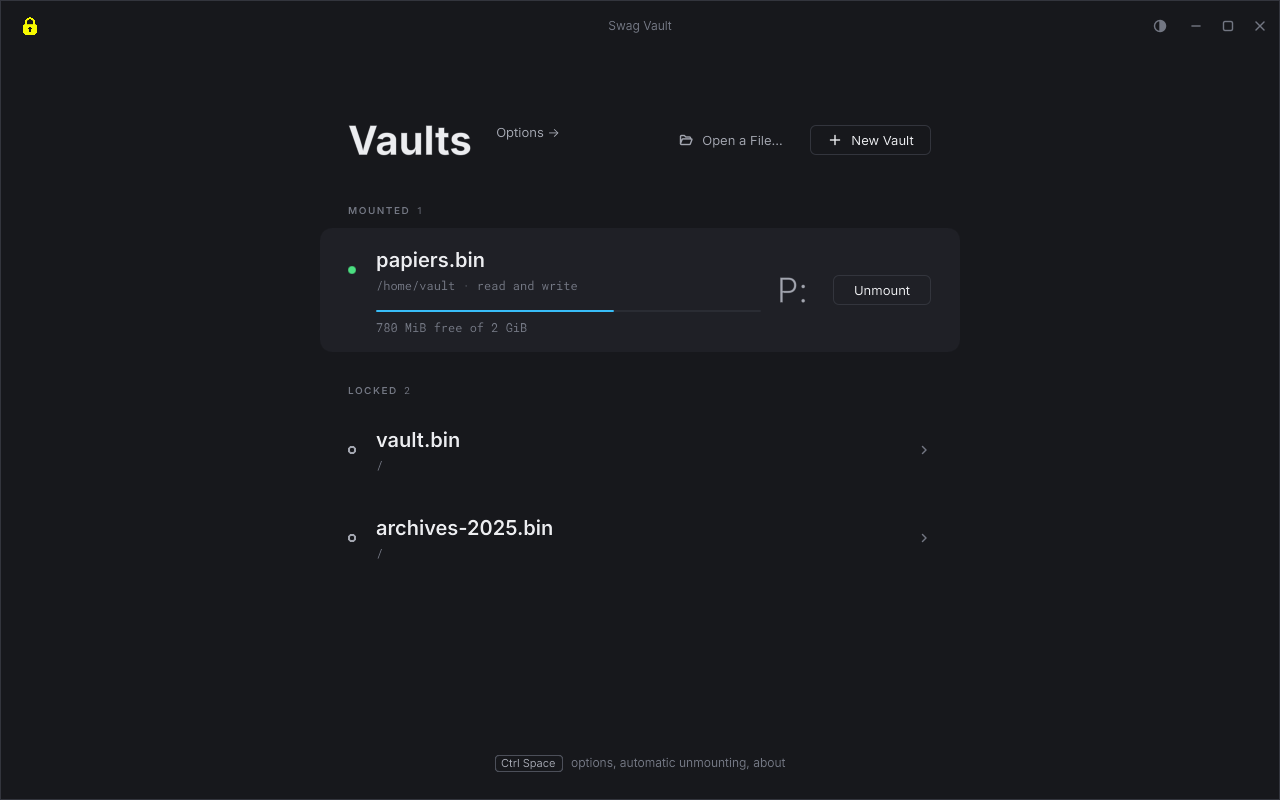 Swag Vault
Vaults
Options →
Open a File...
New Vault
MOUNTED 1
papiers.bin
/home/vault · read and write
780 MiB free of 2 GiB
P:
Unmount
LOCKED 2
vault.bin
/
archives-2025.bin
/
Ctrl Space options, automatic unmounting, about